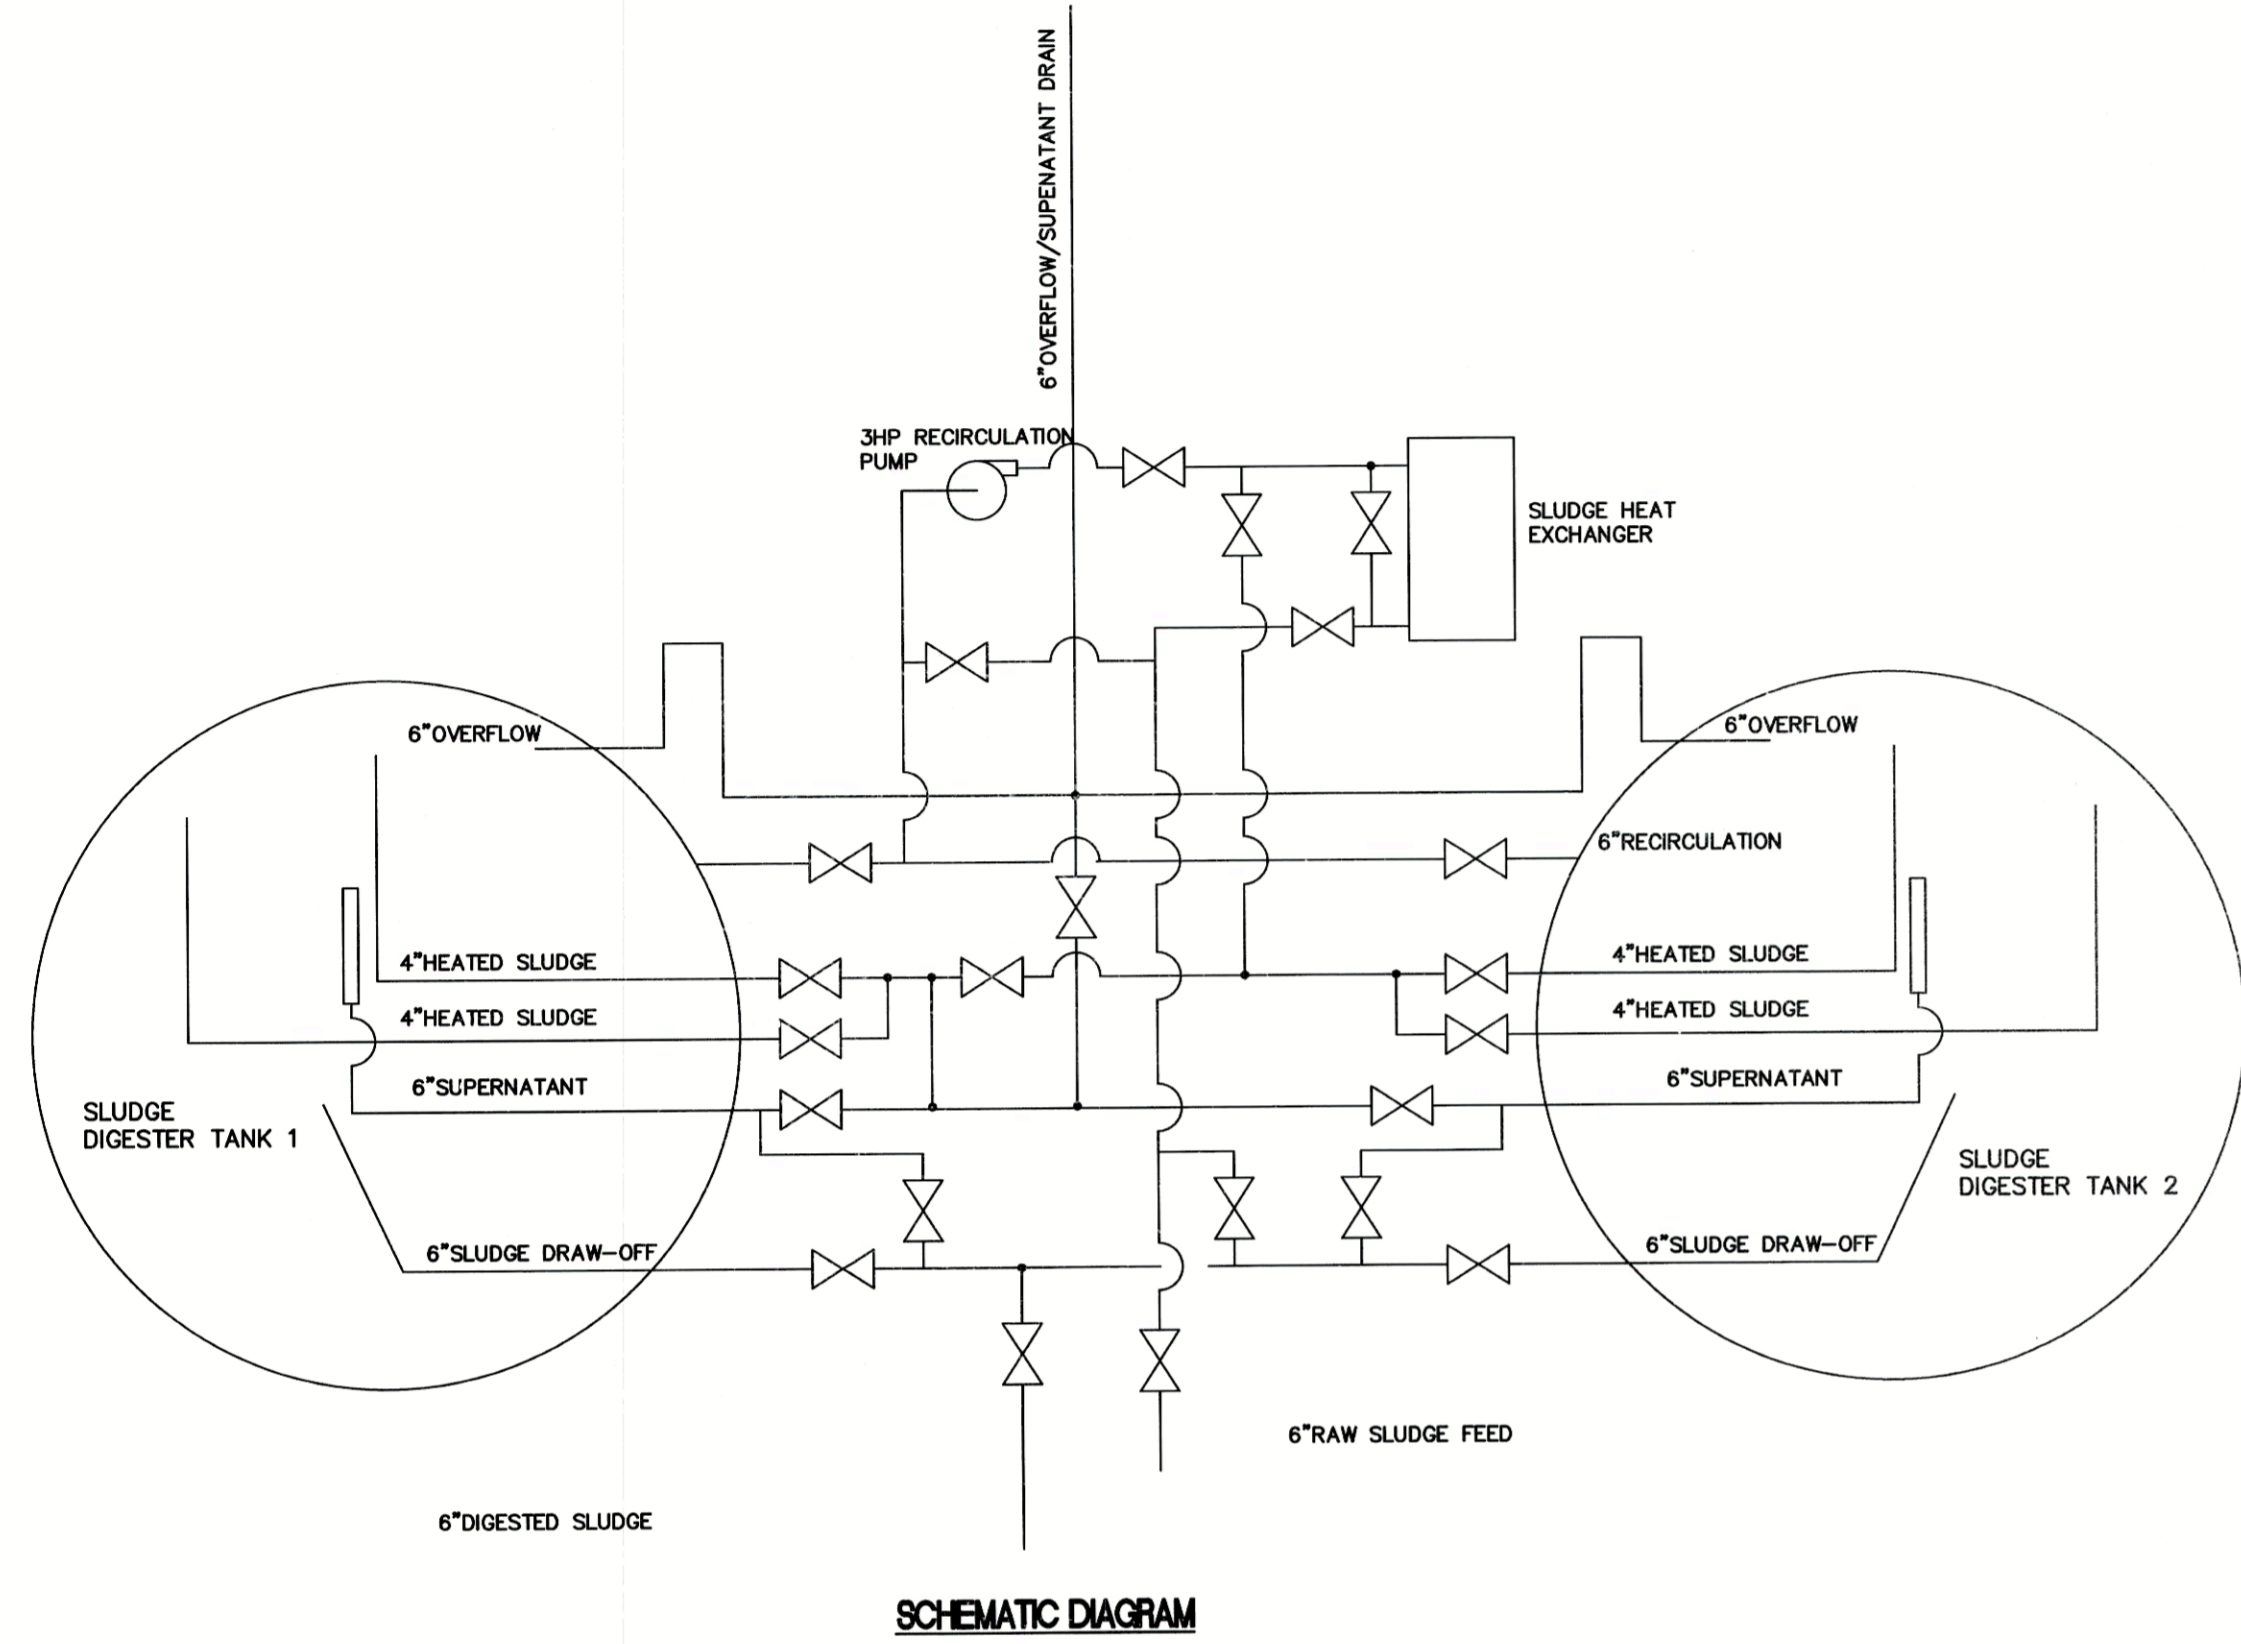 6"OVERFLOW/SUPENATANT DRAIN
3HP RECIRCULATION
PUMP
SLUDGE HEAT
EXCHANGER
6"OVERFLOW
6"OVERFLOW
6"RECIRCULATION
4"HEATED SLUDGE
4"HEATED SLUDGE
4"HEATED SLUDGE
4"HEATED SLUDGE
6"SUPERNATANT
6"SUPERNATANT
SLUDGE
DIGESTER TANK 1
SLUDGE
DIGESTER TANK 2
6"SLUDGE DRAW-OFF
6"SLUDGE DRAW-OFF
6"RAW SLUDGE FEED
6"DIGESTED SLUDGE
SCHEMATIC DIAGRAM